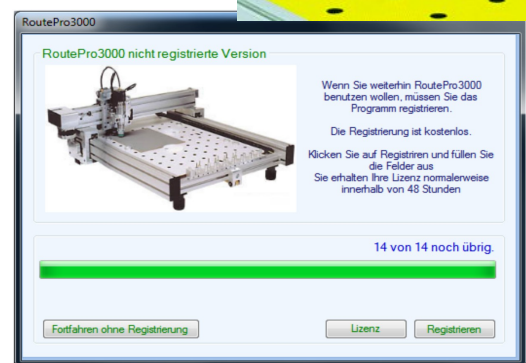 RoutePro3000
RoutePro3000 nicht registrierte Version
Wenn Sie weiterhin RoutePro3000
benutzen wollen, müssen Sie das
Programm registrieren.
Die Registrierung ist kostenlos.
Klicken Sie auf Registriren und füllen Sie
die Felder aus
Sie erhalten Ihre Lizenz normalerweise
innerhalb von 48 Stunden
14 von 14 noch übrig.
Fortfahren ohne Registrierung
Lizenz
Registrieren